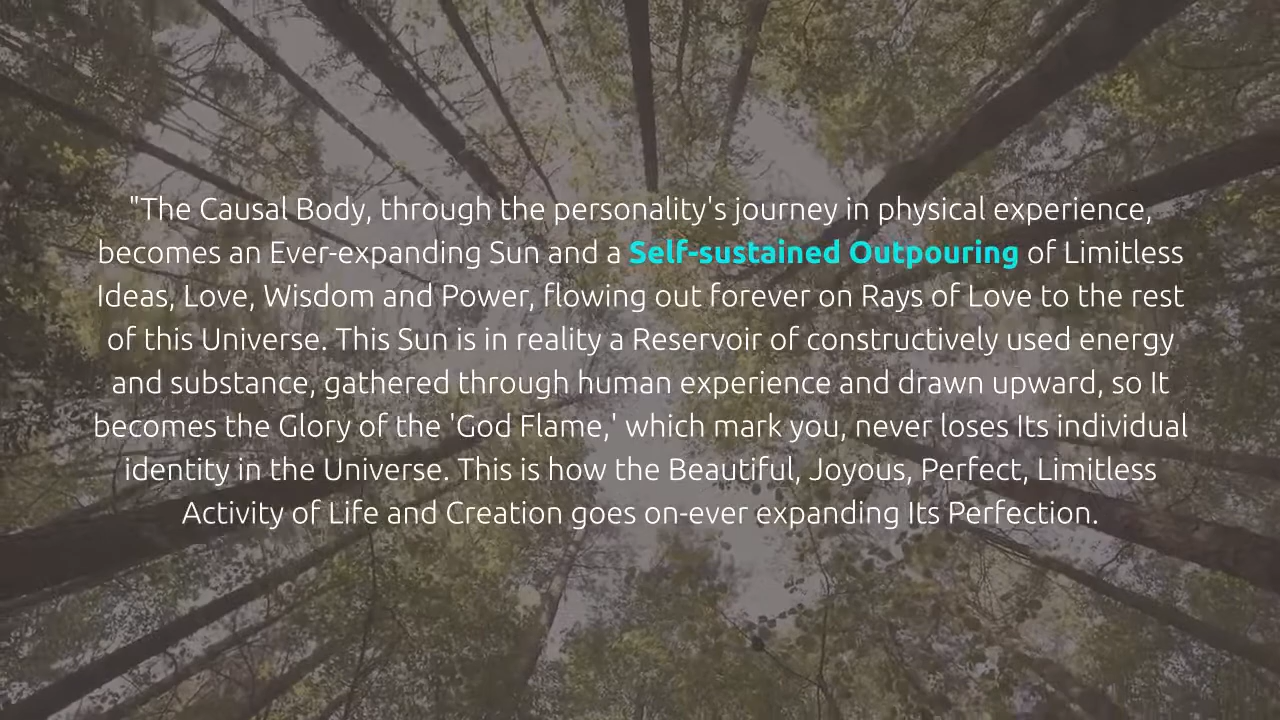 "The Causal Body, through the personality's journey in physical experience,
becomes an Ever-expanding Sun and a Self-sustained Outpouring of Limitless
Ideas, Love, Wisdom and Power, flowing out forever on Rays of Love to the rest
of this Universe. This Sun is in reality a Reservoir of constructively used energy
and substance, gathered through human experience and drawn upward, so It
becomes the Glory of the 'God Flame,' which mark you, never loses Its individual
identity in the Universe. This is how the Beautiful, Joyous, Perfect, Limitless
Activity of Life and Creation goes on-ever expanding Its Perfection.